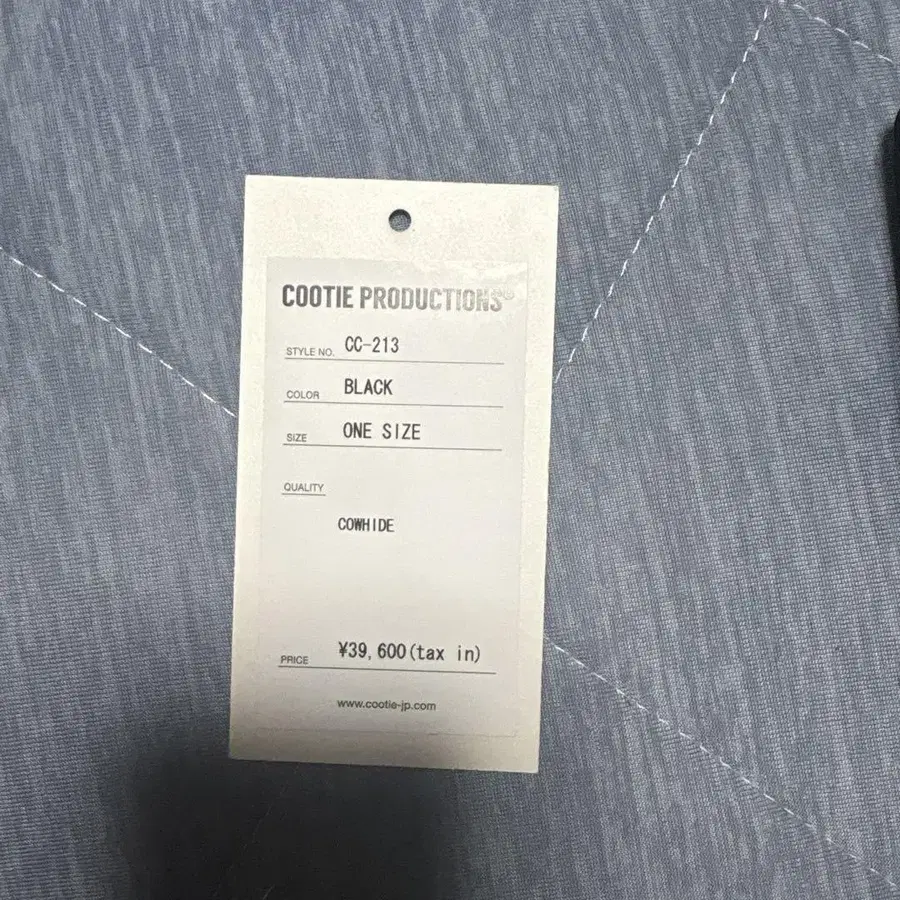 COOTIE PRODUCTIONS®
STYLE NO. CC-213
COLOR BLACK
SIZE ONE SIZE
QUALITY
COWHIDE
PRICE ¥39,600(tax in)
www.cootie-jp.com